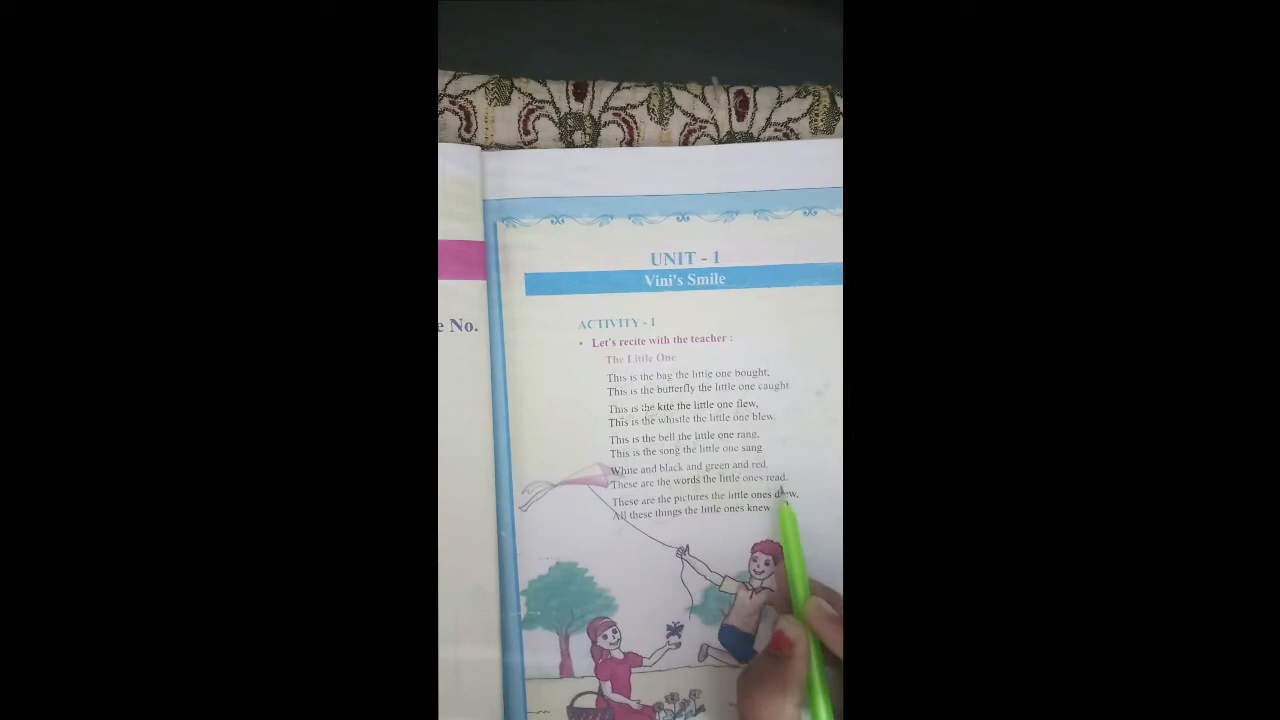 e No.
UNIT - 1
Vini's Smile
ACTIVITY - 1
• Let's recite with the teacher :
The Little One
This is the bag the little one bought,
This is the butterfly the little one caught
This is the kite the little one flew,
This is the whistle the little one blew
This is the bell the little one rang,
This is the song the little one sang
White and black and green and red,
These are the words the little ones read.
These are the pictures the little ones drew,
All these things the little ones knew